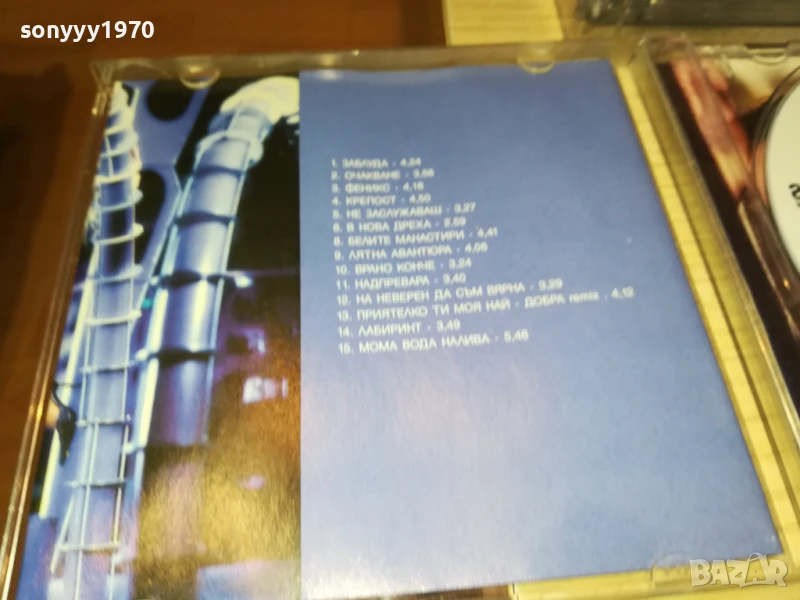 sonyyy1970
1. ЗАБЛУДА - 4,24
2. ОЧАКВАНЕ - 3,58
3. ФЕНИКС - 4,16
4. КРЕПОСТ - 4,50
5. НЕ ЗАСЛУЖАВАШ - 3,27
6. В НОВА ДРЕХА - 2,59
8. БЕЛИТЕ МАНАСТИРИ - 4,41
9. ЛЯТНА АВАНТЮРА - 4,06
10. ВРАНО КОНЧЕ - 3,24
11. НАДПРЕВАРА - 3,40
12. НА НЕВЕРЕН ДА СЪМ ВЯРНА - 3,29
13. ПРИЯТЕЛКО ТИ МОЯ НАЙ - ДОБРА remix - 4,12
14. ЛАБИРИНТ - 3,49
15. МОМА ВОДА НАЛИВА - 5,48
BAZAR